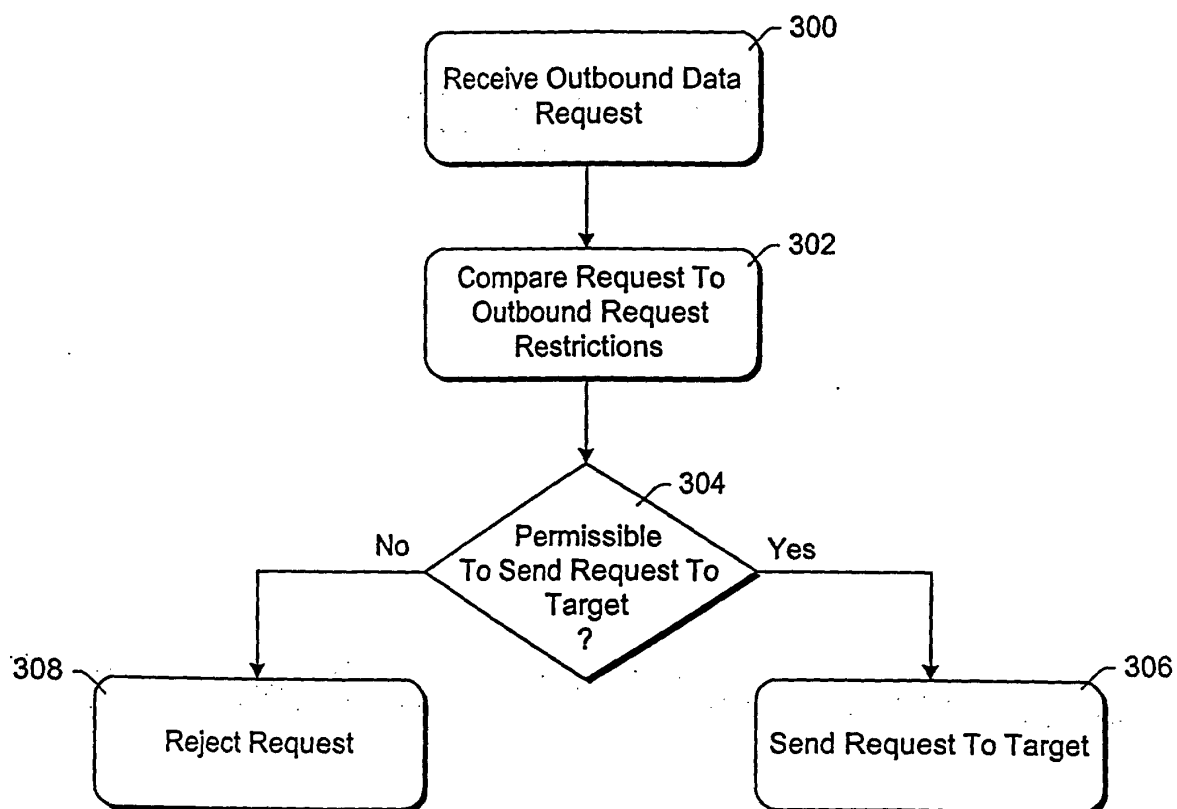 300
Receive Outbound Data
Request
302
Compare Request To
Outbound Request
Restrictions
304
No
Permissible
Yes
To Send Request To
Target
?
308
306
Reject Request
Send Request To Target